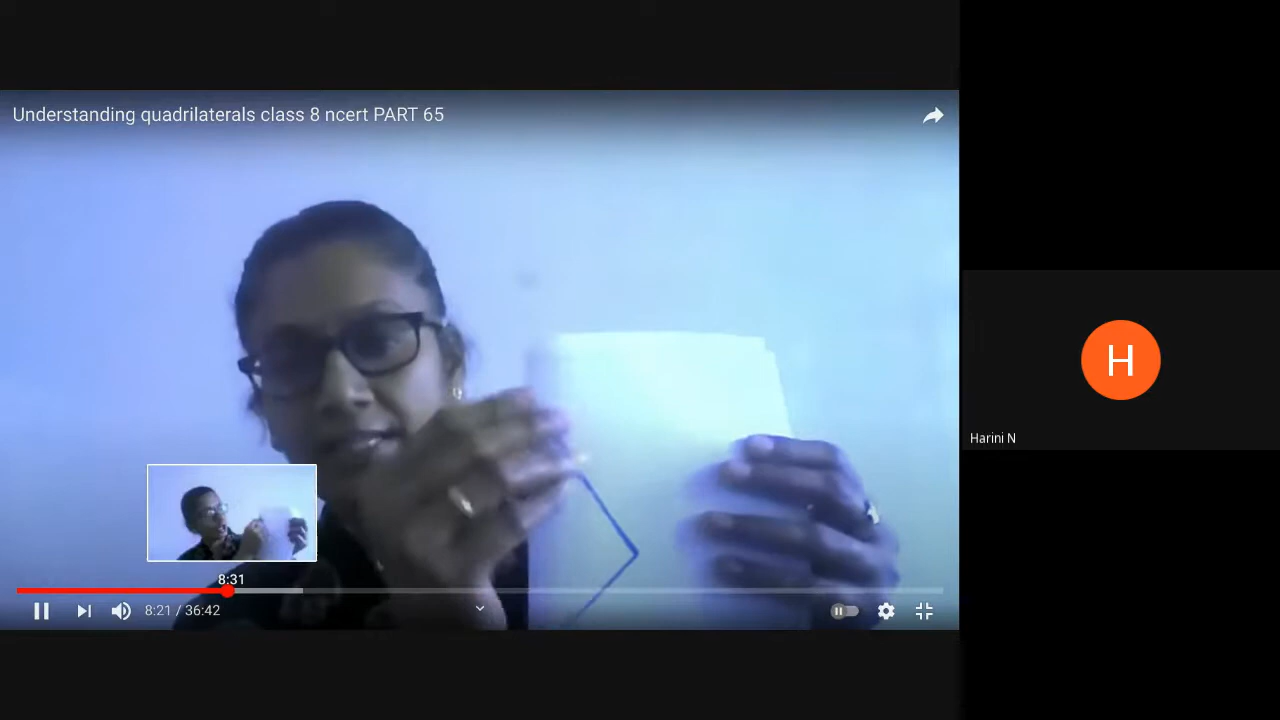 Understanding quadrilaterals class 8 ncert PART 65
H
Harini N
8:31
8:21 / 36:42